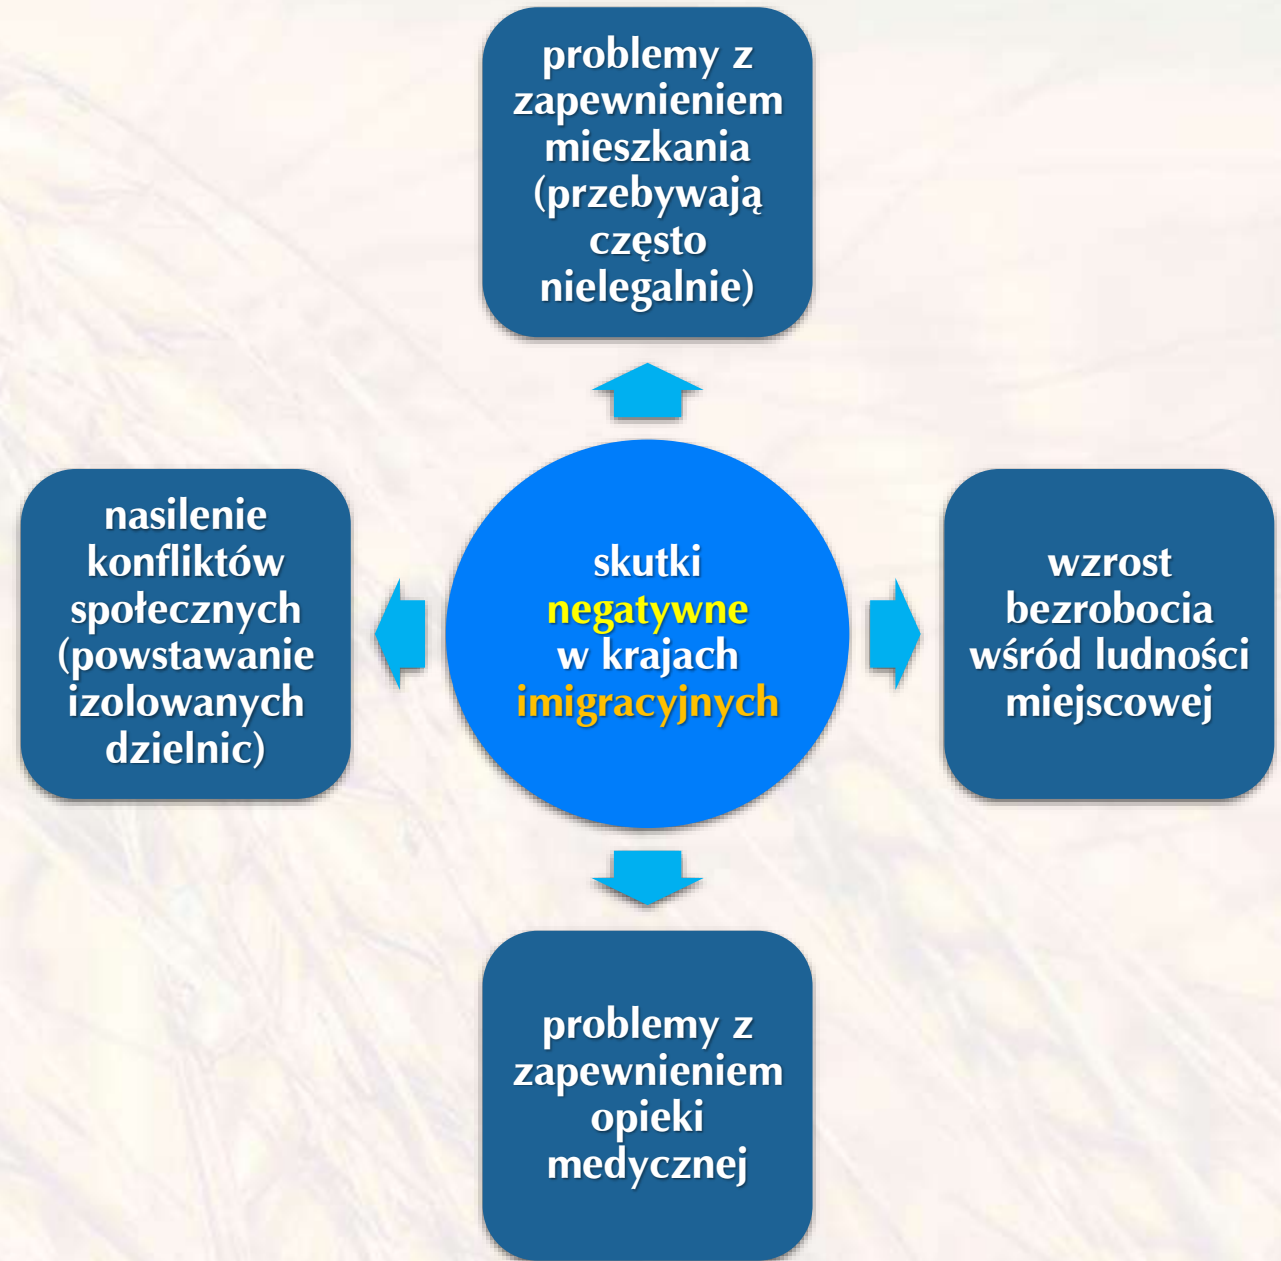 problemy z
zapewnieniem
mieszkania
(przebywają
często
nielegalnie)
nasilenie
konfliktów
społecznych
(powstawanie
izolowanych
dzielnic)
skutki
negatywne
w krajach
imigracyjnych
wzrost
bezrobocia
wśród ludności
miejscowej
problemy z
zapewnieniem
opieki
medycznej